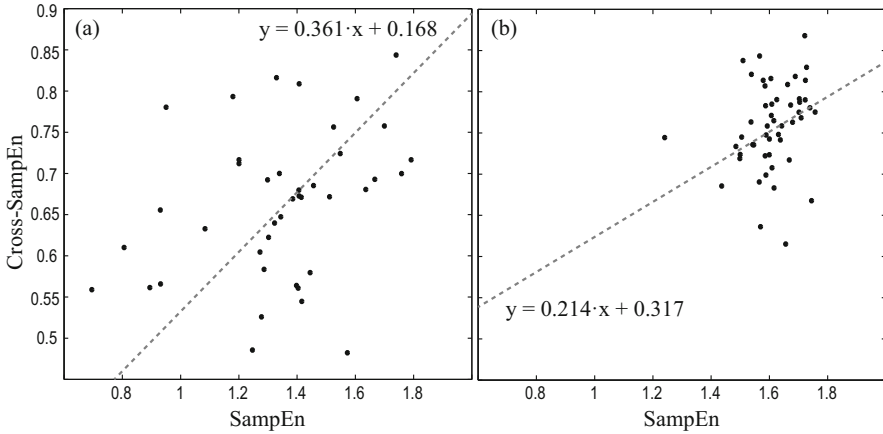 (a)
y = 0.361·x + 0.168
0.9
0.85
0.8
0.75
0.7
0.65
0.6
0.55
0.5
Cross-SampEn
0.8 1 1.2 1.4 1.6 1.8
SampEn
(b)
y = 0.214·x + 0.317
0.8 1 1.2 1.4 1.6 1.8
SampEn